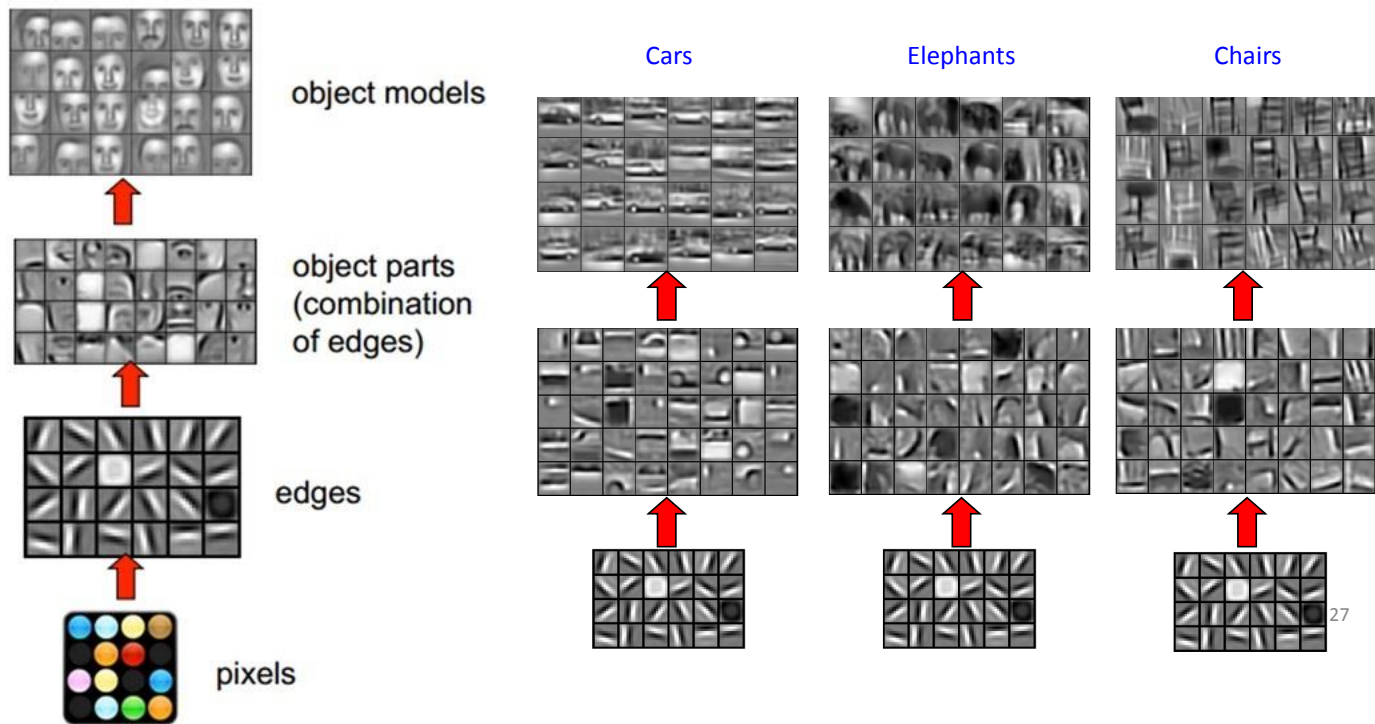 object models
object parts
(combination
of edges)
edges
pixels
Cars
Elephants
Chairs
27